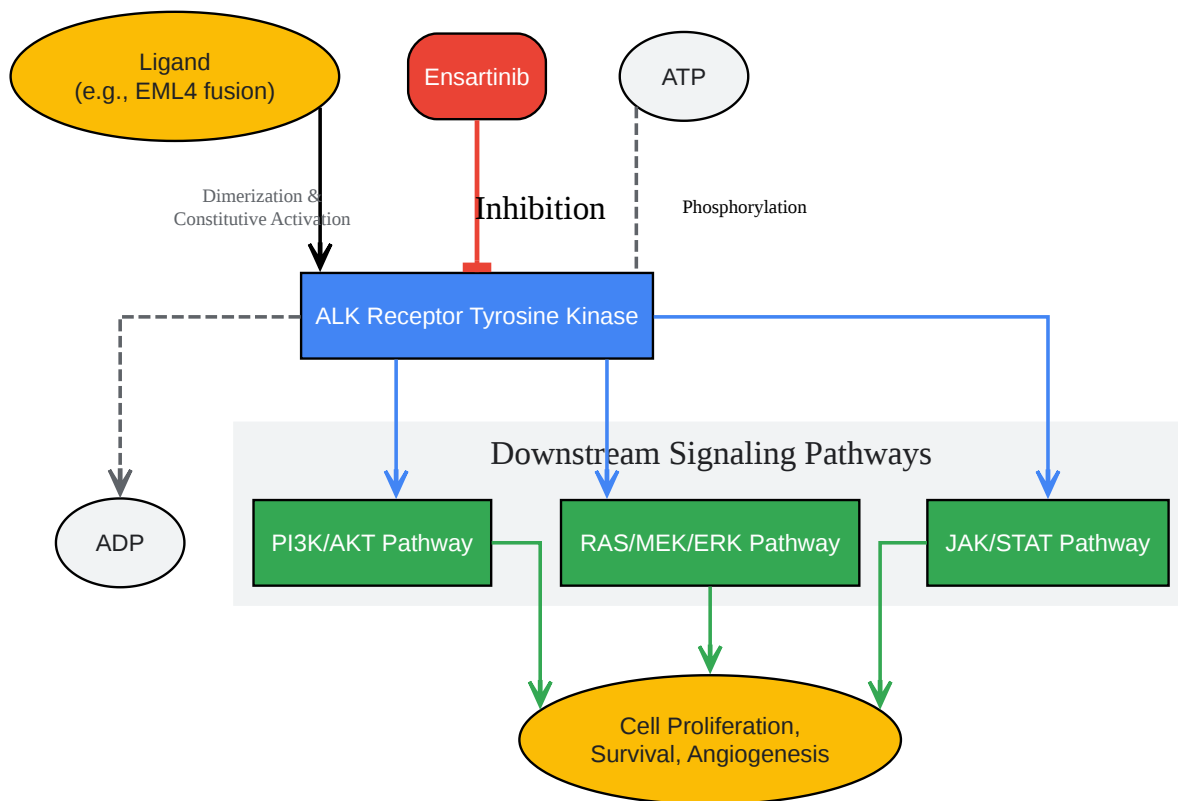 Ligand
(e.g., EML4 fusion)
Ensartinib
ATP
Dimerization &
Constitutive Activation
Inhibition
Phosphorylation
ALK Receptor Tyrosine Kinase
Downstream Signaling Pathways
ADP
PI3K/AKT Pathway
RAS/MEK/ERK Pathway
JAK/STAT Pathway
Cell Proliferation,
Survival, Angiogenesis